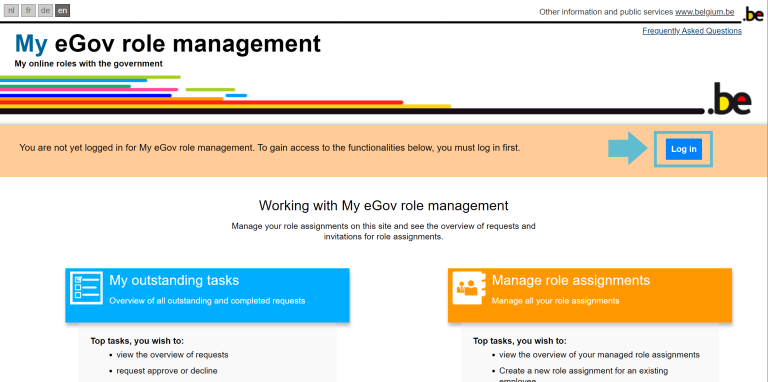 nl fr de en
Other information and public services www.belgium.be
.be
Frequently Asked Questions
My eGov role management
My online roles with the government
.be
You are not yet logged in for My eGov role management. To gain access to the functionalities below, you must log in first.
Log in
Working with My eGov role management
Manage your role assignments on this site and see the overview of requests and
invitations for role assignments.
My outstanding tasks
Overview of all outstanding and completed requests
Top tasks, you wish to:
• view the overview of requests
• request approve or decline
Manage role assignments
Manage all your role assignments
Top tasks, you wish to:
• view the overview of your managed role assignments
• Create a new role assignment for an existing
employee